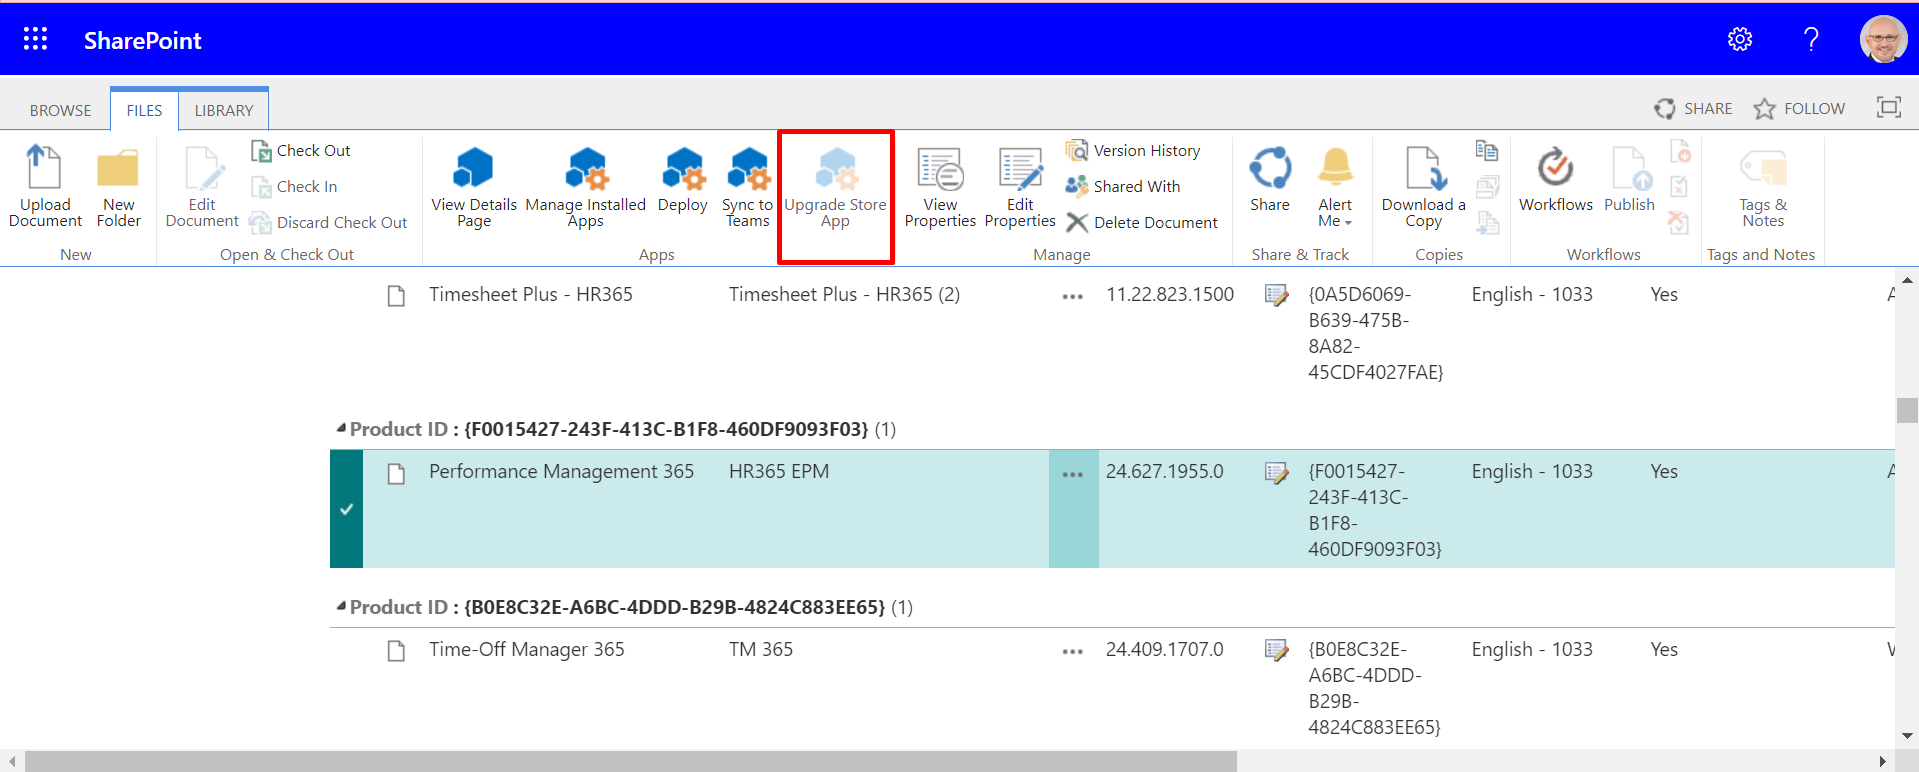 SharePoint
?
BROWSE FILES LIBRARY SHARE FOLLOW
Upload Document
New Folder
New
Edit Document
Check Out
Check In
Discard Check Out
Open & Check Out
View Details Page
Manage Installed Apps
Deploy
Sync to Teams
Upgrade Store App
Apps
View Properties
Edit Properties
Version History
Shared With
Delete Document
Manage
Share
Alert Me
Share & Track
Download a Copy
Copies
Workflows
Publish
Workflows
Tags & Notes
Tags and Notes
Timesheet Plus - HR365 Timesheet Plus - HR365 (2) ... 11.22.823.1500 {0A5D6069- English - 1033 Yes A
B639-475B-
8A82-
45CDF4027FAE}
Product ID : {F0015427-243F-413C-B1F8-460DF9093F03} (1)
Performance Management 365 HR365 EPM ... 24.627.1955.0 {F0015427- English - 1033 Yes A
243F-413C-
B1F8-
460DF9093F03}
Product ID : {B0E8C32E-A6BC-4DDD-B29B-4824C883EE65} (1)
Time-Off Manager 365 TM 365 ... 24.409.1707.0 {B0E8C32E- English - 1033 Yes
A6BC-4DDD-
B29B-
4824C883EE65}